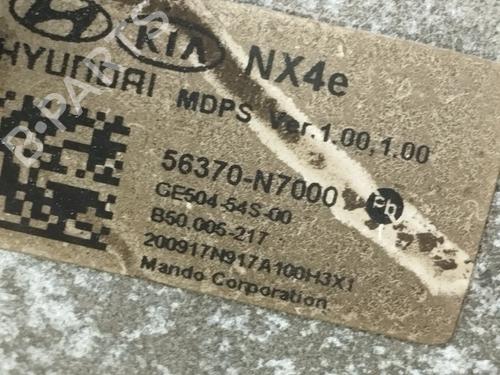 KIA NX4e
HYUNDAI MDPS Ver.1.00,1.00
56370-N7000 Pb
GE504-54S-00
B50.005-217
200917N917A100H3X1
Mando Corporation
B-PARTS